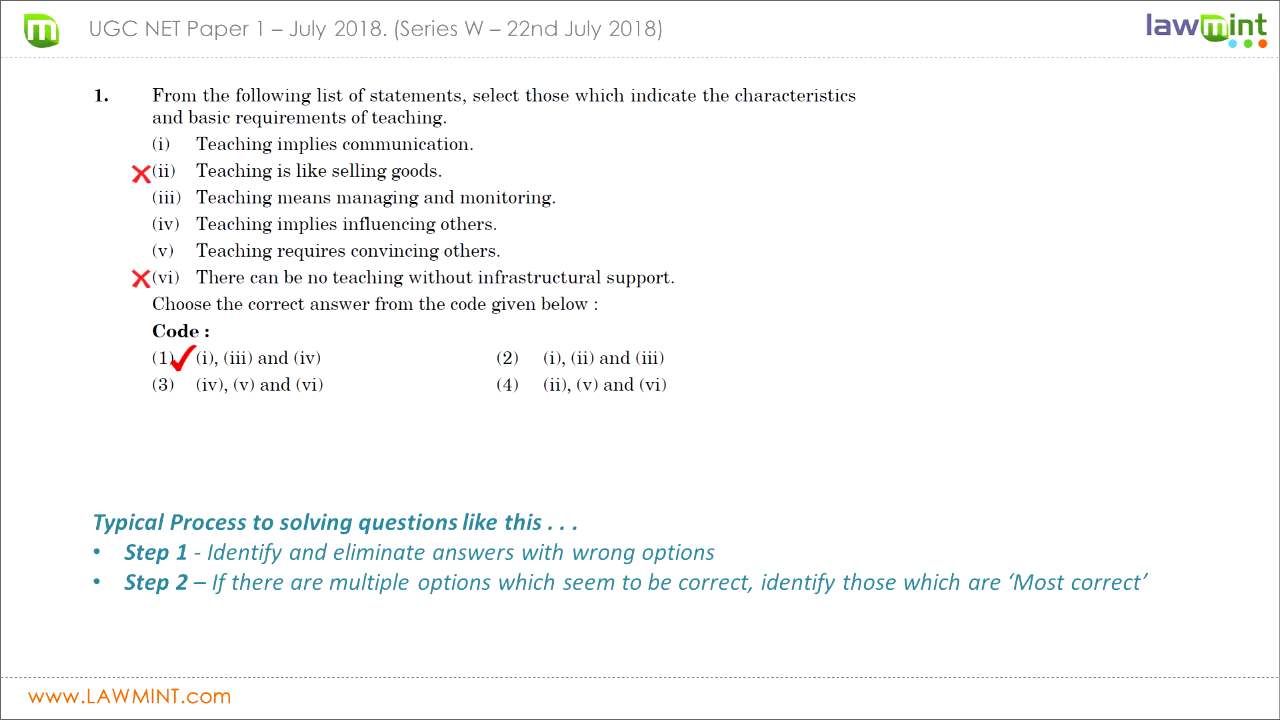 m UGC NET Paper 1 – July 2018. (Series W – 22nd July 2018) lawmint
1. From the following list of statements, select those which indicate the characteristics
and basic requirements of teaching.
(i) Teaching implies communication.
(ii) Teaching is like selling goods.
(iii) Teaching means managing and monitoring.
(iv) Teaching implies influencing others.
(v) Teaching requires convincing others.
(vi) There can be no teaching without infrastructural support.
Choose the correct answer from the code given below :
Code :
(1) (i), (iii) and (iv) (2) (i), (ii) and (iii)
(3) (iv), (v) and (vi) (4) (ii), (v) and (vi)
Typical Process to solving questions like this . . .
• Step 1 - Identify and eliminate answers with wrong options
• Step 2 – If there are multiple options which seem to be correct, identify those which are ‘Most correct’
www.LAWMINT.com